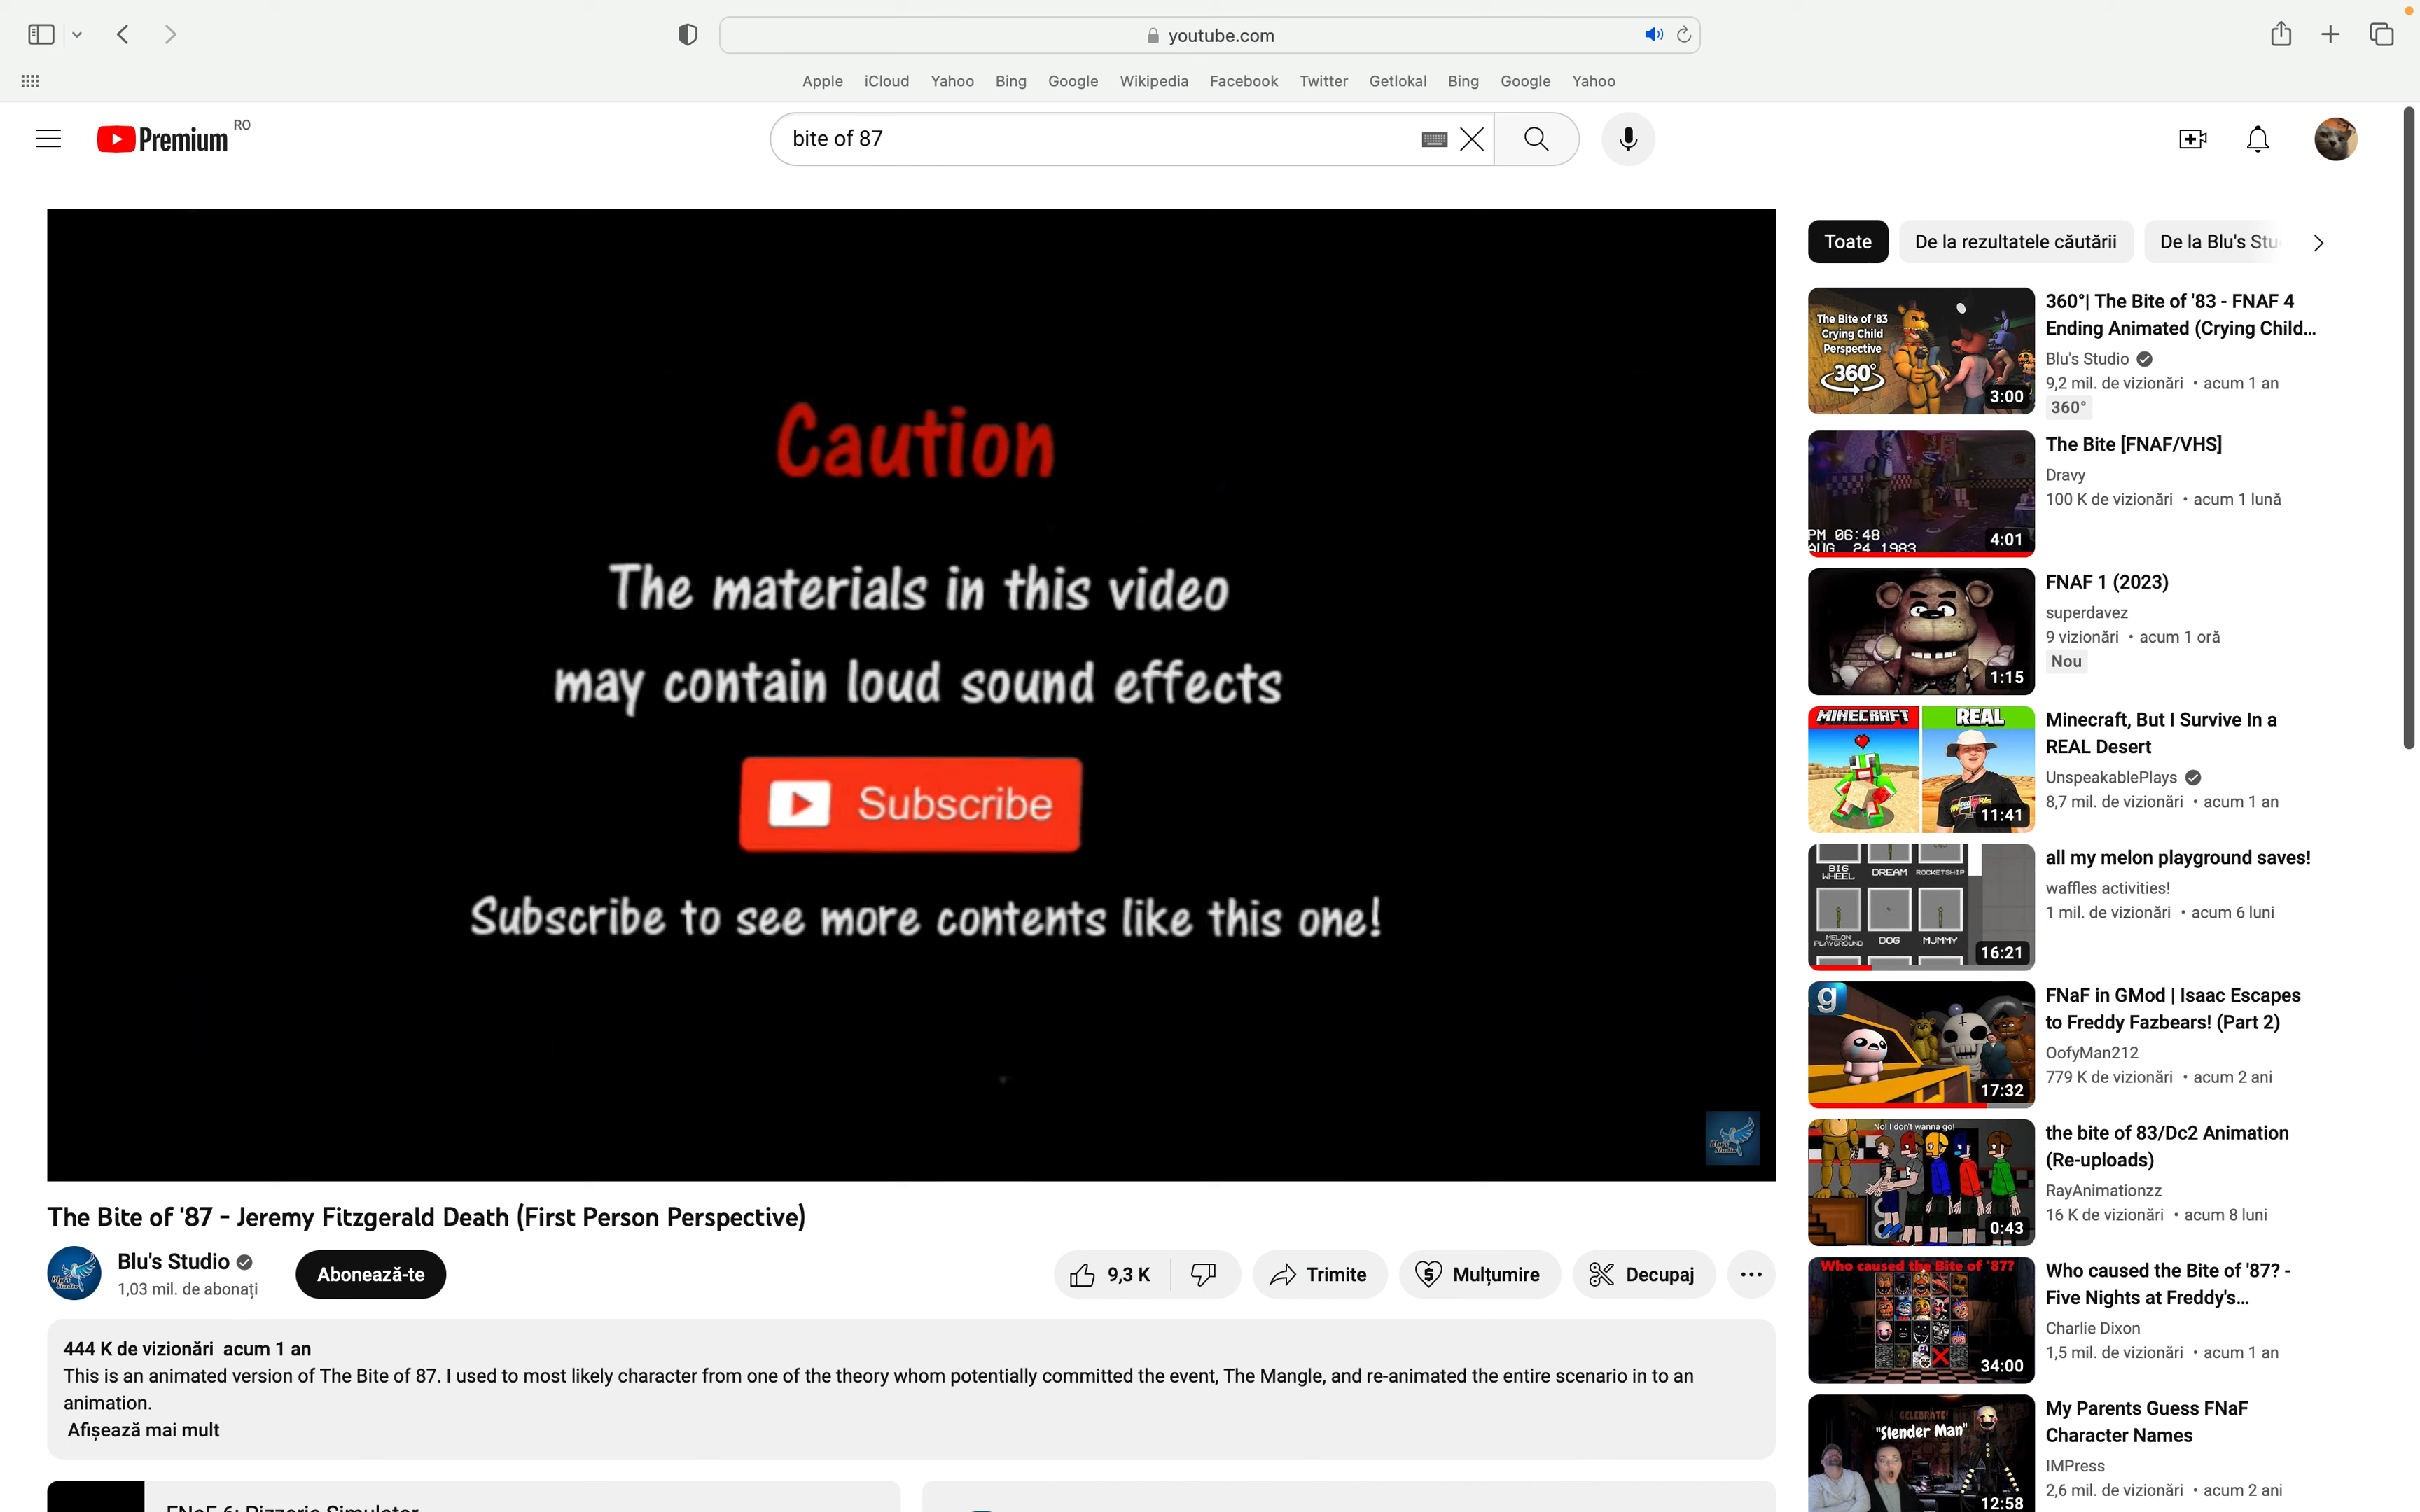 youtube.com
Apple iCloud Yahoo Bing Google Wikipedia Facebook Twitter Getlokal Bing Google Yahoo
Premium RO
bite of 87
Caution
The materials in this video
may contain loud sound effects
Subscribe
Subscribe to see more contents like this one!
The Bite of '87 - Jeremy Fitzgerald Death (First Person Perspective)
Blu's Studio
1,03 mil. de abonați
Abonează-te
9,3 K
Trimite
Mulțumire
Decupaj
444 K de vizionări acum 1 an
This is an animated version of The Bite of 87. I used to most likely character from one of the theory whom potentially committed the event, The Mangle, and re-animated the entire scenario in to an
animation.
Afișează mai mult
Toate De la rezultatele căutării De la Blu's Stu
The Bite of '83
Crying Child
Perspective
360°
3:00
360°| The Bite of '83 - FNAF 4
Ending Animated (Crying Child...
Blu's Studio
9,2 mil. de vizionări • acum 1 an
360°
PM 06:48
AUG 24 1983
4:01
The Bite [FNAF/VHS]
Dravy
100 K de vizionări • acum 1 lună
1:15
FNAF 1 (2023)
superdavez
9 vizionări • acum 1 oră
Nou
MINECRAFT REAL
11:41
Minecraft, But I Survive In a
REAL Desert
UnspeakablePlays
8,7 mil. de vizionări • acum 1 an
BIG
WHEEL DREAM ROCKETSHIP
MELON
PLAYGROUND DOG MUMMY
16:21
all my melon playground saves!
waffles activities!
1 mil. de vizionări • acum 6 luni
g
17:32
FNaF in GMod | Isaac Escapes
to Freddy Fazbears! (Part 2)
OofyMan212
779 K de vizionări • acum 2 ani
No! I don't wanna go!
0:43
the bite of 83/Dc2 Animation
(Re-uploads)
RayAnimationzz
16 K de vizionări • acum 8 luni
Who caused the Bite of '87?
34:00
Who caused the Bite of '87? -
Five Nights at Freddy's...
Charlie Dixon
1,5 mil. de vizionări • acum 1 an
CELEBRATE!
"Slender Man"
12:58
My Parents Guess FNaF
Character Names
IMPress
2,6 mil. de vizionări • acum 2 ani
FNaF 6: Pizzeria Simulator